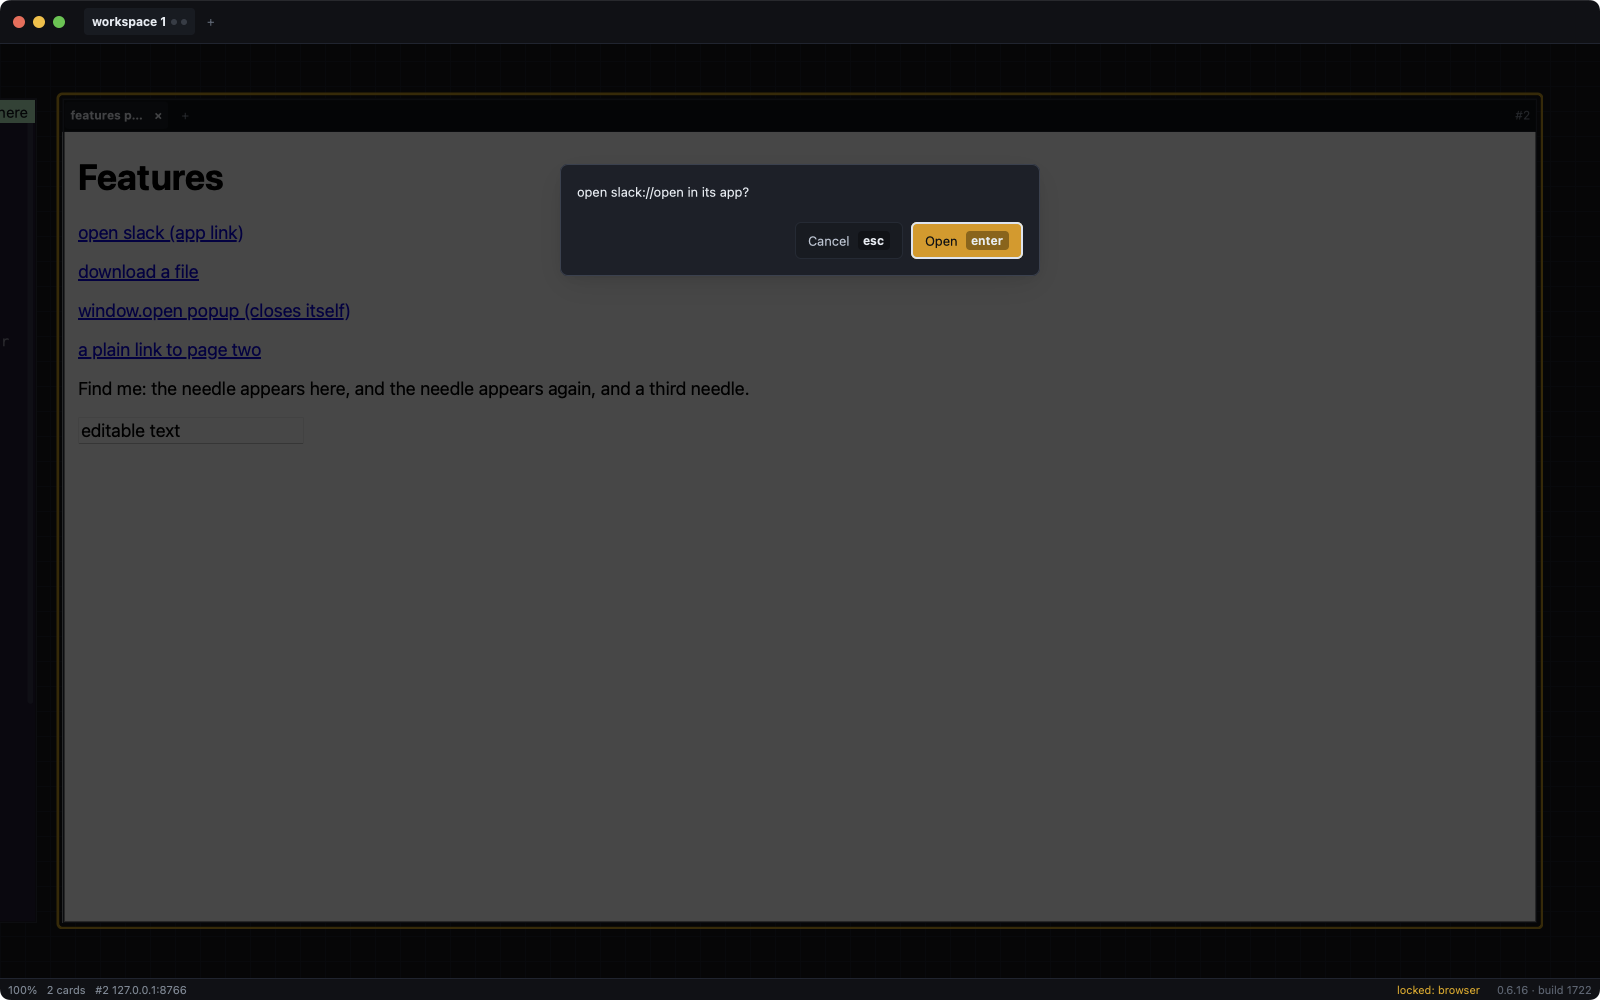 workspace 1
+
here
features p... × +
#2
Features
open slack (app link)
download a file
window.open popup (closes itself)
a plain link to page two
Find me: the needle appears here, and the needle appears again, and a third needle.
editable text
open slack://open in its app?
Cancel esc
Open enter
r
100% 2 cards #2 127.0.0.1:8766
locked: browser 0.6.16 · build 1722